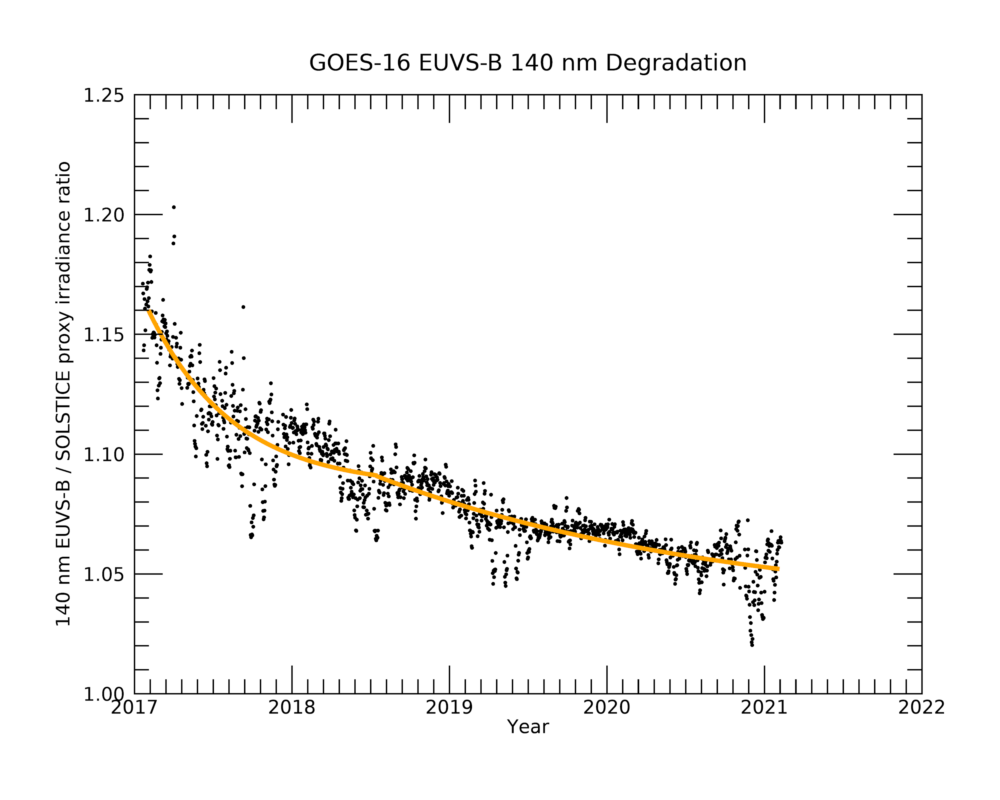 GOES-16 EUVS-B 140 nm Degradation
140 nm EUVS-B / SOLSTICE proxy irradiance ratio
1.25
1.20
1.15
1.10
1.05
1.00
2017 2018 2019 2020 2021 2022
Year